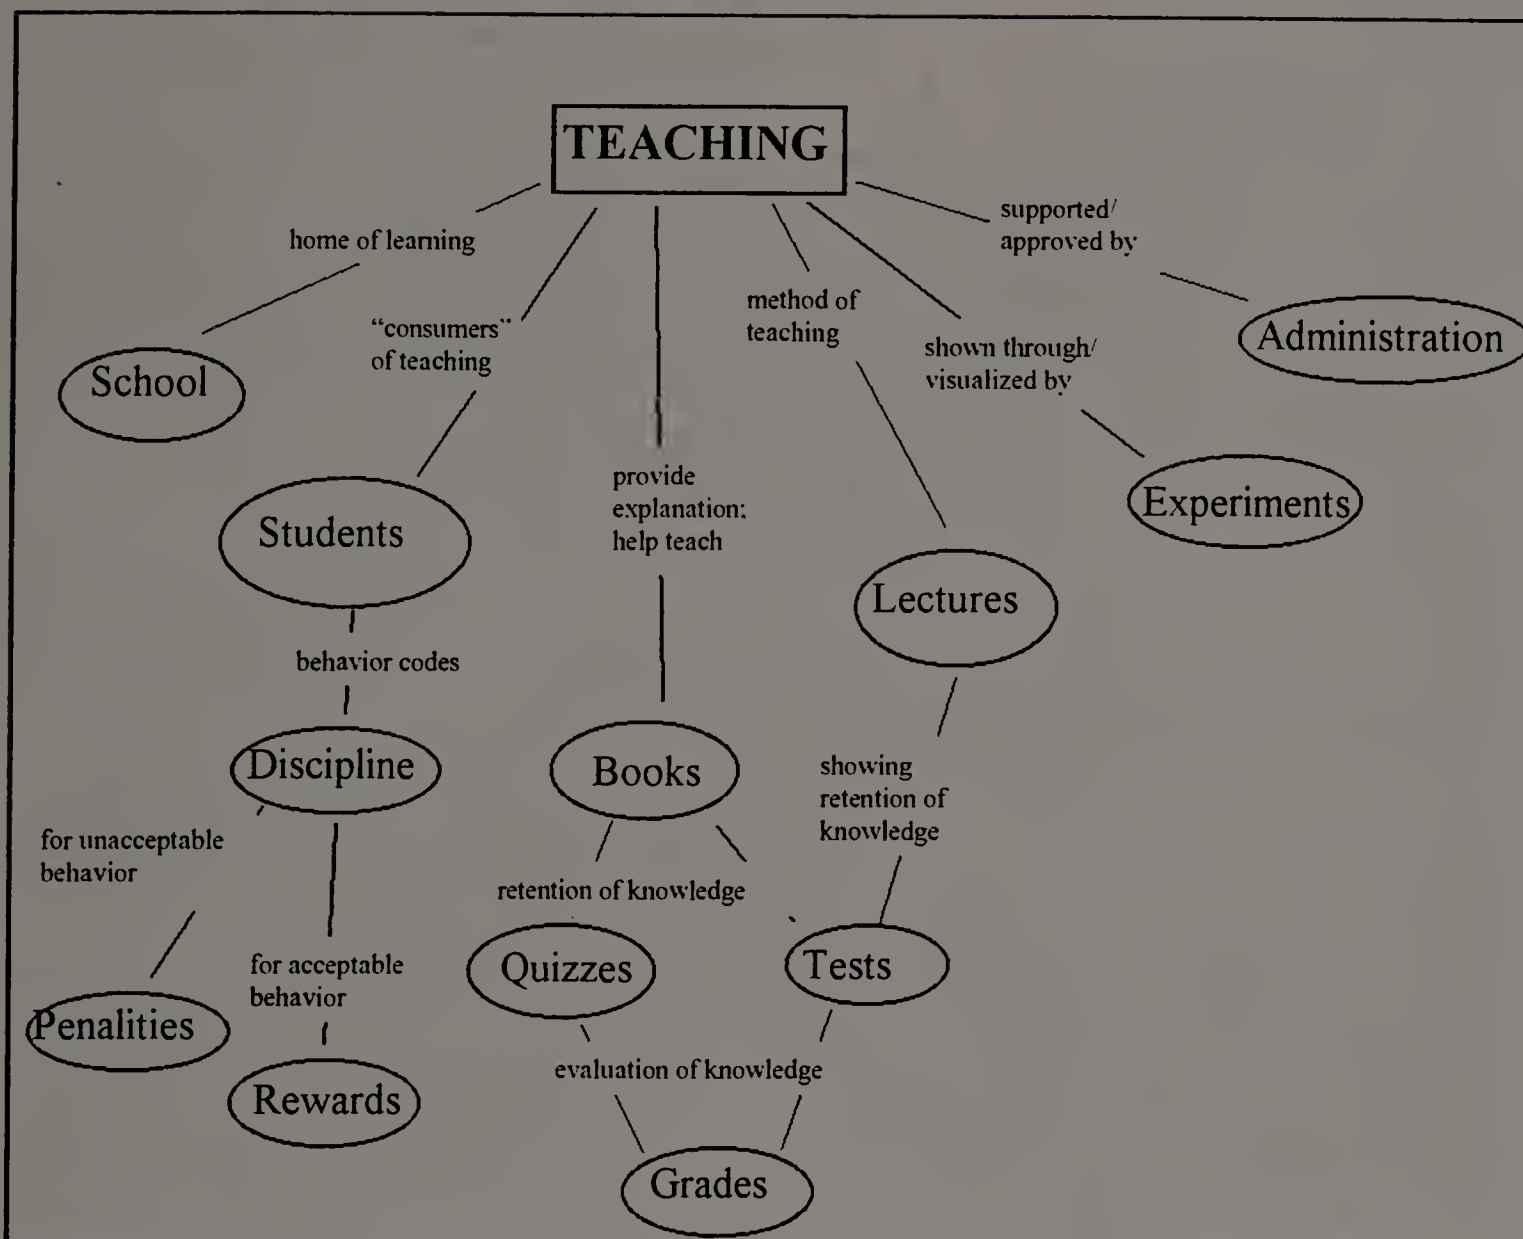 TEACHING
supported/
approved by
home of learning
method of
teaching
"consumers"
of teaching
shown through/
visualized by
Administration
School
provide
explanation;
help teach
Experiments
Students
Lectures
behavior codes
Discipline
Books
showing
retention of
knowledge
for unacceptable
behavior
retention of knowledge
Quizzes
Tests
for acceptable
behavior
Penalities
evaluation of knowledge
Rewards
Grades